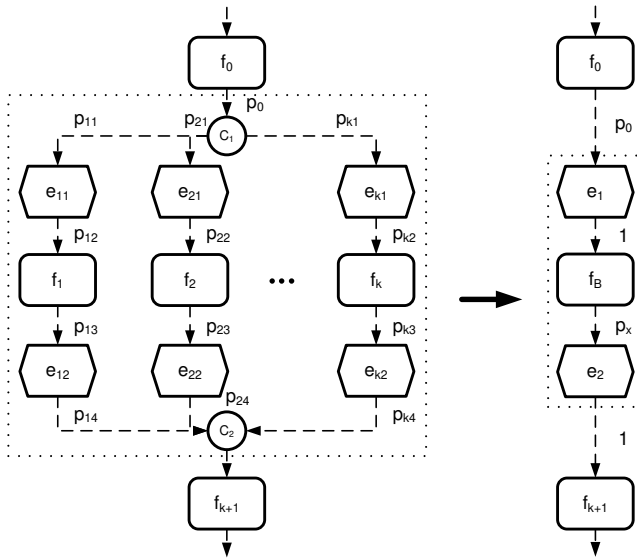 f₀ f₀
p₀
p₁₁ p₂₁ c₁ pₖ₁ p₀
e₁₁ e₂₁ eₖ₁ e₁
p₁₂ p₂₂ pₖ₂ 1
f₁ f₂ ••• fₖ f_B
p₁₃ p₂₃ pₖ₃ pₓ
e₁₂ e₂₂ eₖ₂ e₂
p₂₄
p₁₄ c₂ pₖ₄ 1
fₖ₊₁ fₖ₊₁